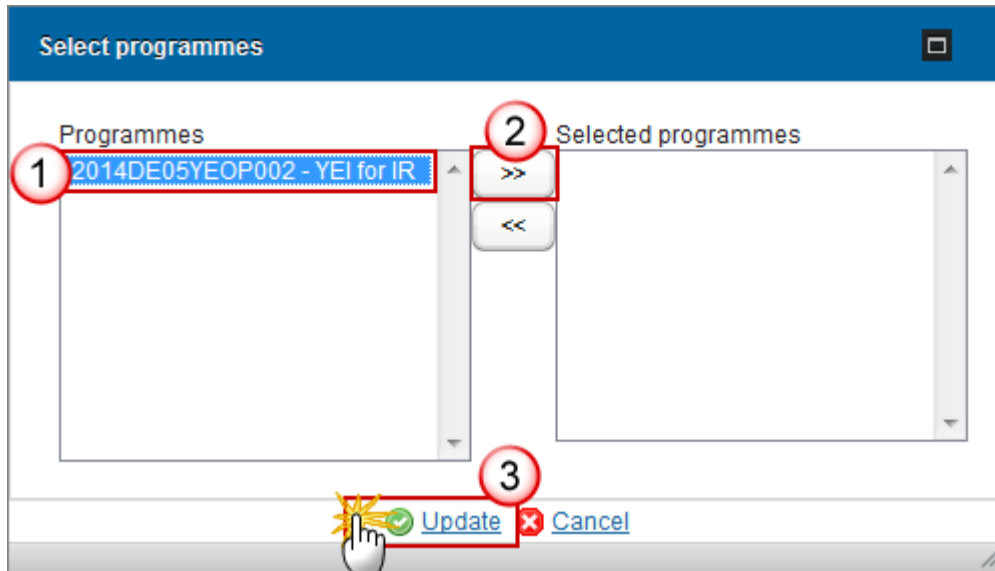 Select programmes
Programmes
Selected programmes
1
2014DE05YEOP002 - YEI for IR
2
>>
<<
3
Update
Cancel